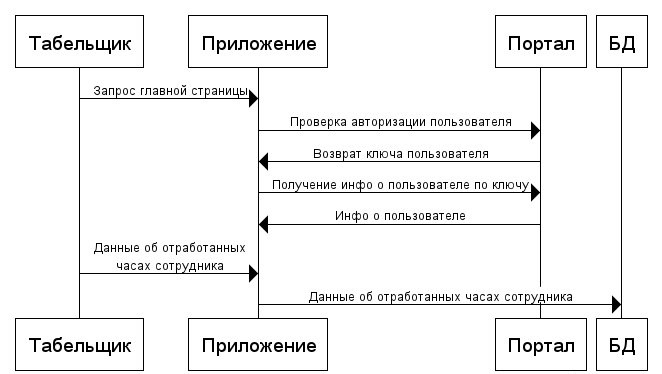 Табельщик Приложение Портал БД
Запрос главной страницы
Проверка авторизации пользователя
Возврат ключа пользователя
Получение инфо о пользователе по ключу
Инфо о пользователе
Данные об отработанных
часах сотрудника
Данные об отработанных часах сотрудника
Табельщик Приложение Портал БД